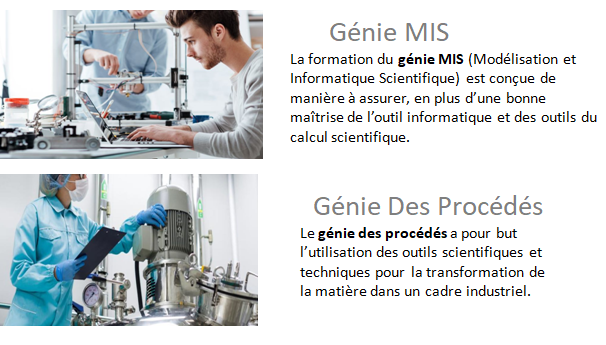 Génie MIS
La formation du génie MIS (Modélisation et
Informatique Scientifique) est conçue de
manière à assurer, en plus d’une bonne
maîtrise de l’outil informatique et des outils du
calcul scientifique.
Génie Des Procédés
Le génie des procédés a pour but
l’utilisation des outils scientifiques et
techniques pour la transformation de
la matière dans un cadre industriel.